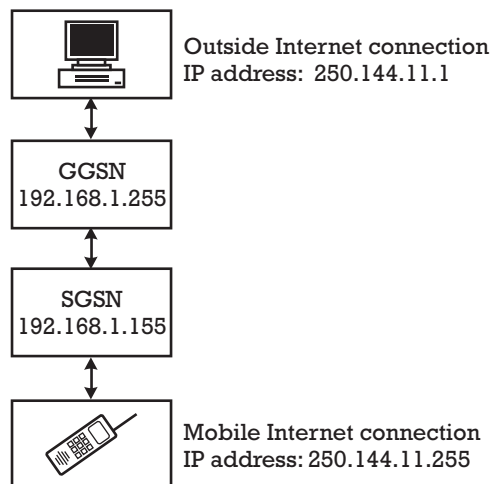 Outside Internet connection
IP address: 250.144.11.1
GGSN
192.168.1.255
SGSN
192.168.1.155
Mobile Internet connection
IP address: 250.144.11.255